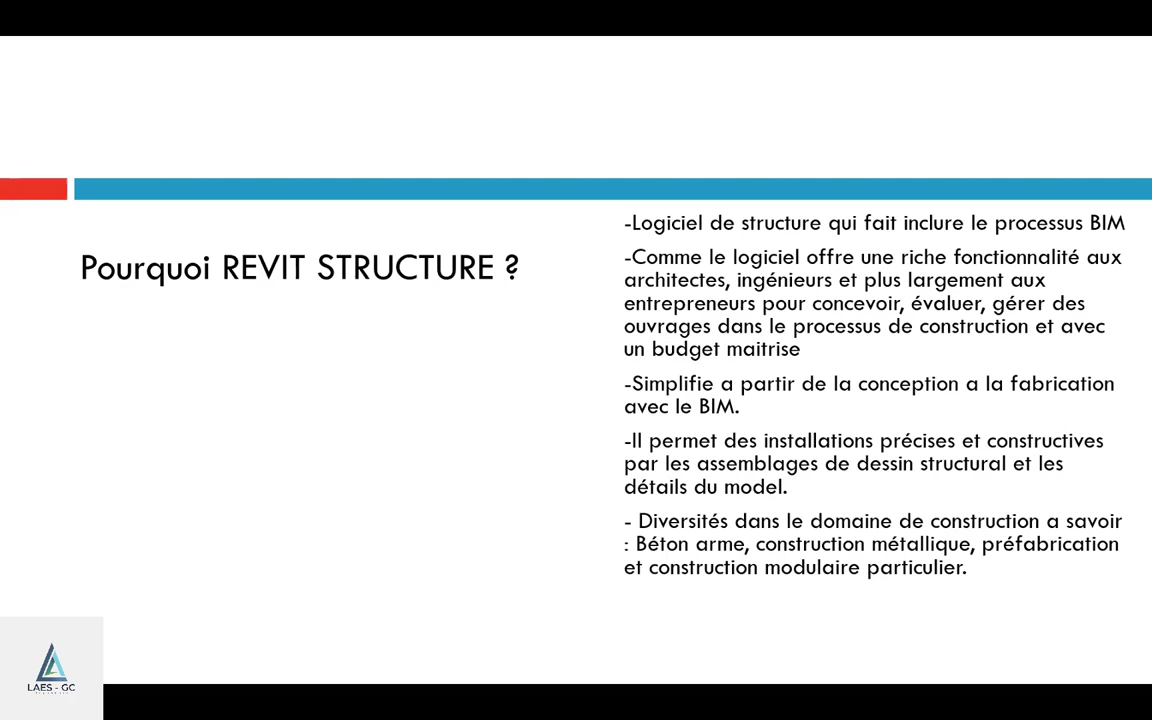 Pourquoi REVIT STRUCTURE ?
-Logiciel de structure qui fait inclure le processus BIM
-Comme le logiciel offre une riche fonctionnalité aux
architectes, ingénieurs et plus largement aux
entrepreneurs pour concevoir, évaluer, gérer des
ouvrages dans le processus de construction et avec
un budget maitrise
-Simplifie a partir de la conception a la fabrication
avec le BIM.
-Il permet des installations précises et constructives
par les assemblages de dessin structural et les
détails du model.
- Diversités dans le domaine de construction a savoir
: Béton arme, construction métallique, préfabrication
et construction modulaire particulier.
LAES - GC